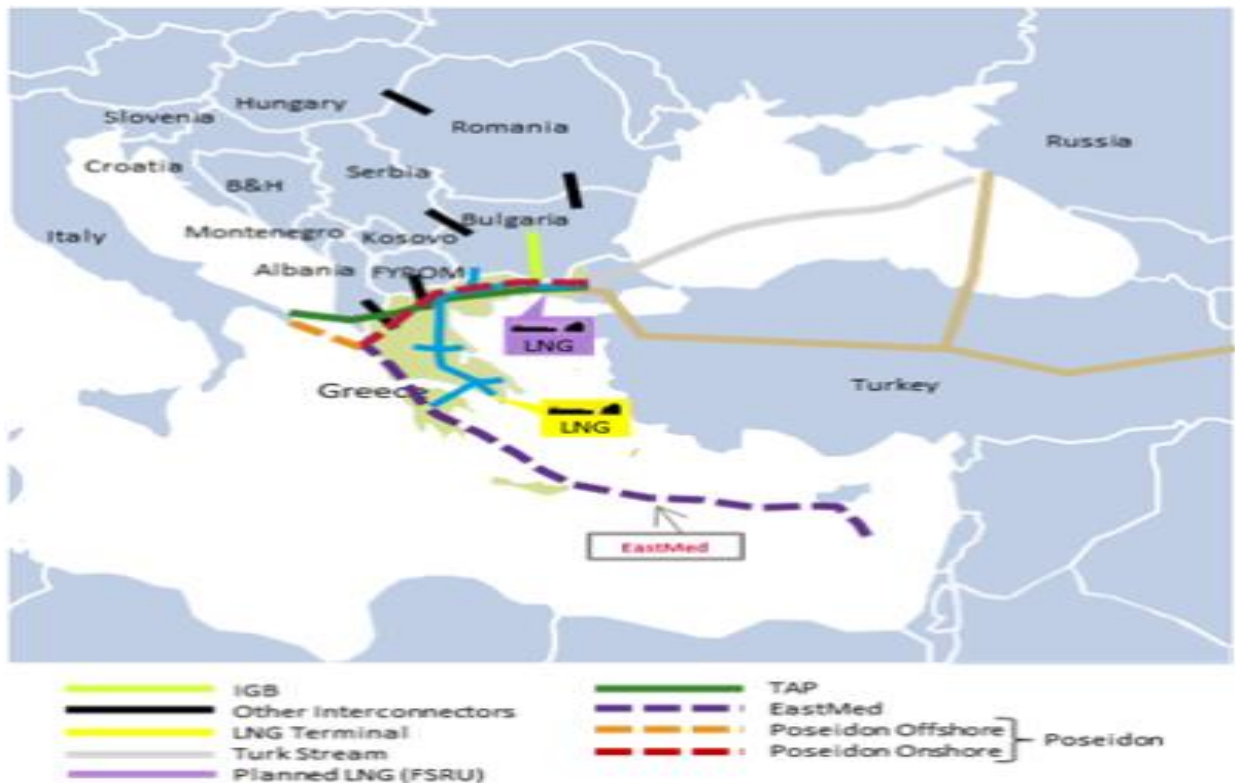 Hungary
Slovenia
Romania
Russia
Croatia
Serbia
B&H
Bulgaria
Italy
Montenegro
Kosovo
Albania
FYROM
LNG
Turkey
Greece
LNG
EastMed
IGB
Other Interconnectors
LNG Terminal
Turk Stream
Planned LNG (FSRU)
TAP
EastMed
Poseidon Offshore
Poseidon Onshore
Poseidon